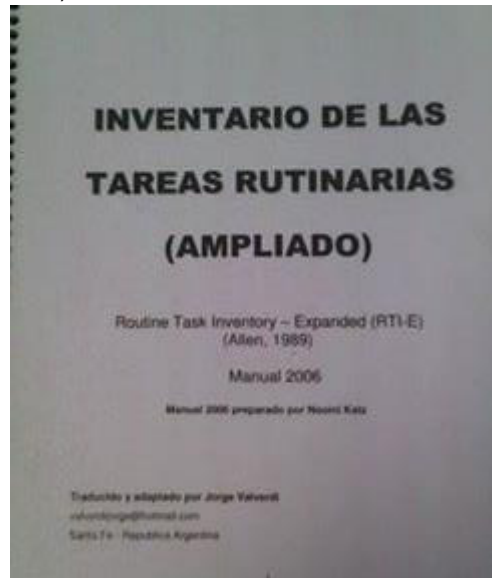 INVENTARIO DE LAS
TAREAS RUTINARIAS
(AMPLIADO)
Routine Task Inventory – Expanded (RTI-E)
(Allen, 1989)
Manual 2006
Manual 2006 preparado por Noomi Katz
Traducido y adaptado por Jorge Valverdi
Santa Fe - República Argentina